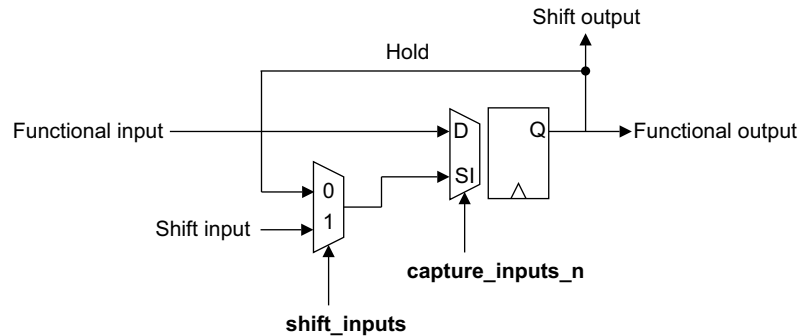 Shift output
Hold
Functional input
D
Q
Functional output
SI
0
Shift input
1
capture_inputs_n
shift_inputs